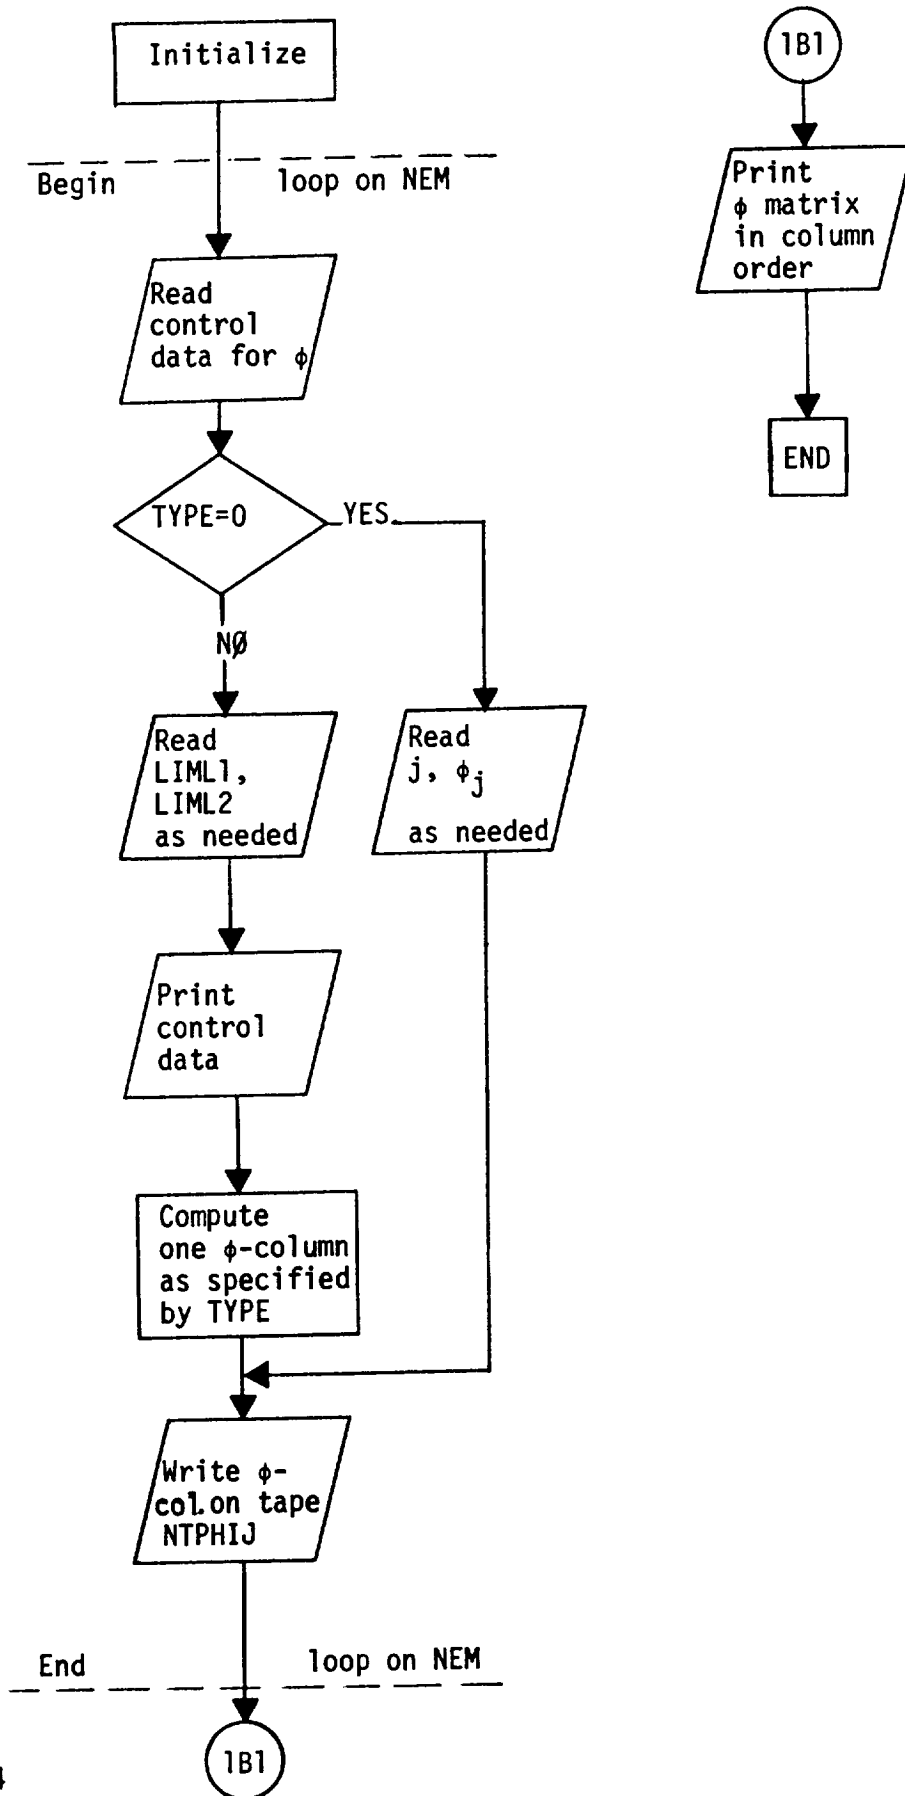 Initialize
Begin loop on NEM
Read
control
data for ϕ
TYPE=0
YES
NØ
Read
LIML1,
LIML2
as needed
Read
j, ϕj
as needed
Print
control
data
Compute
one ϕ-column
as specified
by TYPE
Write ϕ-
col.on tape
NTPHIJ
End loop on NEM
1B1
4
1B1
Print
ϕ matrix
in column
order
END